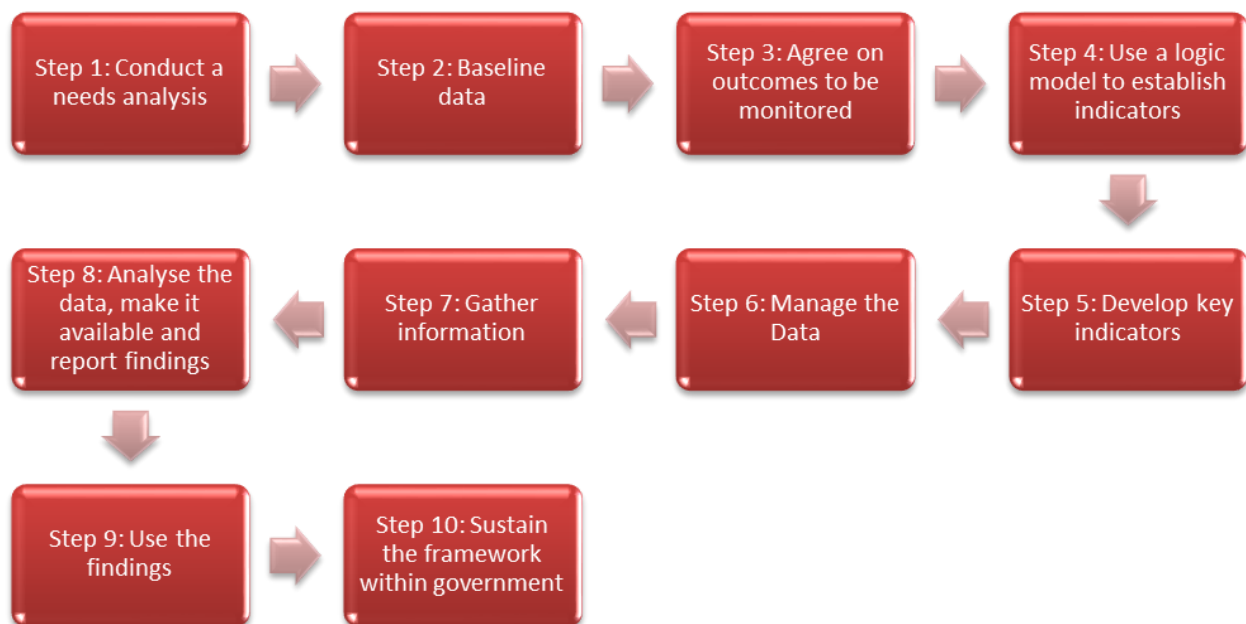 Step 1: Conduct a
needs analysis
Step 2: Baseline
data
Step 3: Agree on
outcomes to be
monitored
Step 4: Use a logic
model to establish
indicators
Step 5: Develop key
indicators
Step 6: Manage the
Data
Step 7: Gather
information
Step 8: Analyse the
data, make it
available and
report findings
Step 9: Use the
findings
Step 10: Sustain
the framework
within government